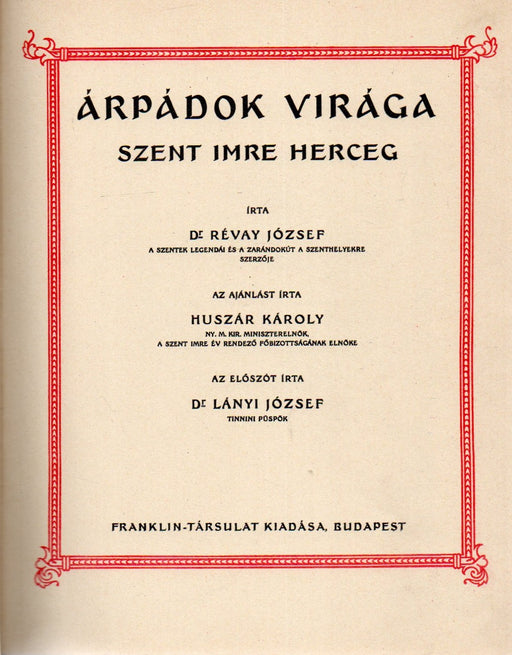 ÁRPÁDOK VIRÁGA
SZENT IMRE HERCEG
ÍRTA
Dr RÉVAY JÓZSEF
A SZENTEK LEGENDÁI ÉS A ZARÁNDOKÚT A SZENTHELYEKRE
SZERZŐJE
AZ AJÁNLÁST ÍRTA
HUSZÁR KÁROLY
NY. M. KIR. MINISZTERELNÖK,
A SZENT IMRE ÉV RENDEZŐ FŐBIZOTTSÁGÁNAK ELNÖKE
AZ ELŐSZÓT ÍRTA
Dr LÁNYI JÓZSEF
TINNINI PÜSPÖK
FRANKLIN-TÁRSULAT KIADÁSA, BUDAPEST